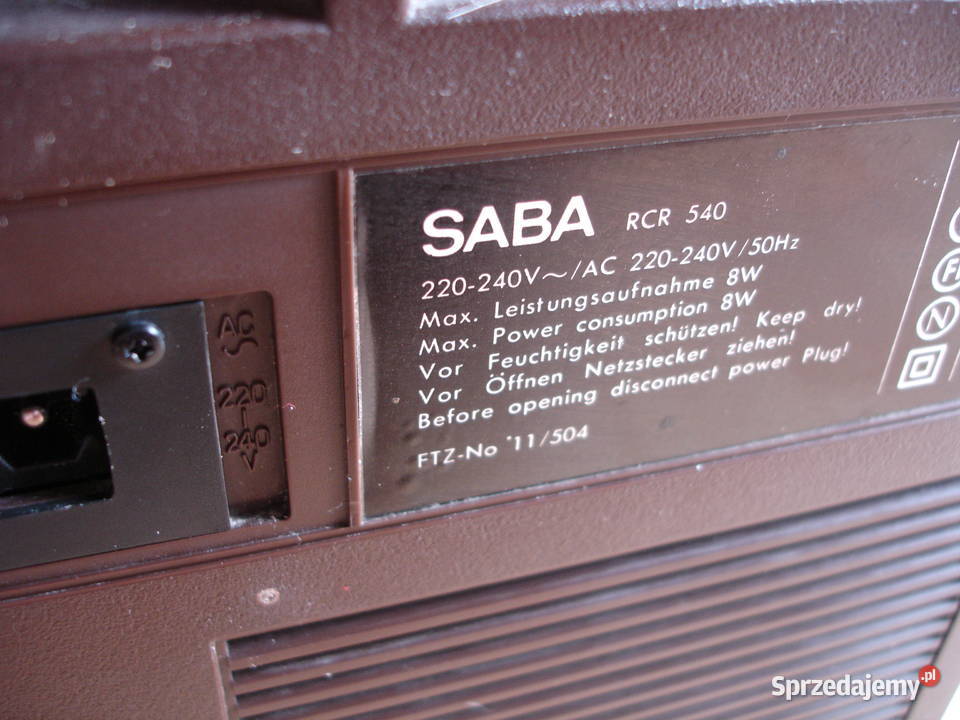 SABA RCR 540
220-240V~/AC 220-240V/50Hz
Max. Leistungsaufnahme 8W
Max. Power consumption 8W
Vor Feuchtigkeit schützen! Keep dry!
Vor Öffnen Netzstecker ziehen!
Before opening disconnect power Plug!
FTZ-No '11/504
AC
220
240V
N
Sprzedajemy.pl